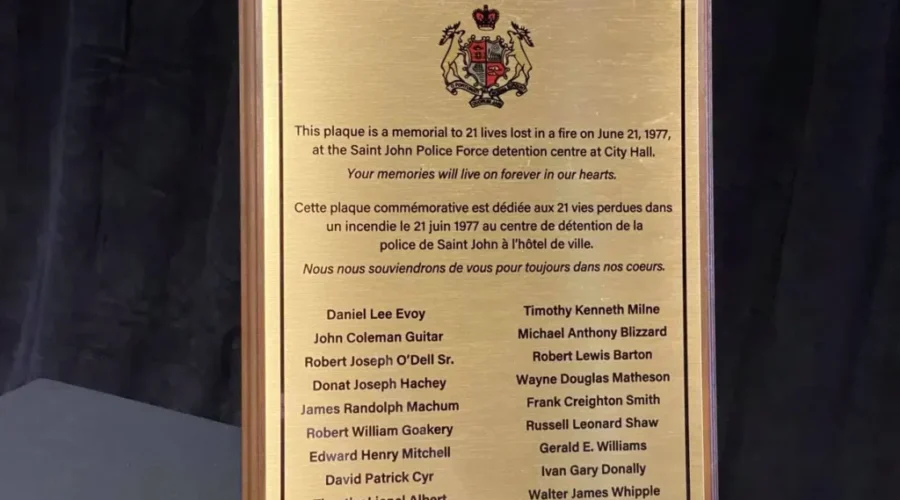 This plaque is a memorial to 21 lives lost in a fire on June 21, 1977,
at the Saint John Police Force detention centre at City Hall.
Your memories will live on forever in our hearts.
Cette plaque commémorative est dédiée aux 21 vies perdues dans
un incendie le 21 juin 1977 au centre de détention de la
police de Saint John à l'hôtel de ville.
Nous nous souviendrons de vous pour toujours dans nos coeurs.
Daniel Lee Evoy
John Coleman Guitar
Robert Joseph O'Dell Sr.
Donat Joseph Hachey
James Randolph Machum
Robert William Goakery
Edward Henry Mitchell
David Patrick Cyr
Lionel Albert
Timothy Kenneth Milne
Michael Anthony Blizzard
Robert Lewis Barton
Wayne Douglas Matheson
Frank Creighton Smith
Russell Leonard Shaw
Gerald E. Williams
Ivan Gary Donally
Walter James Whipple